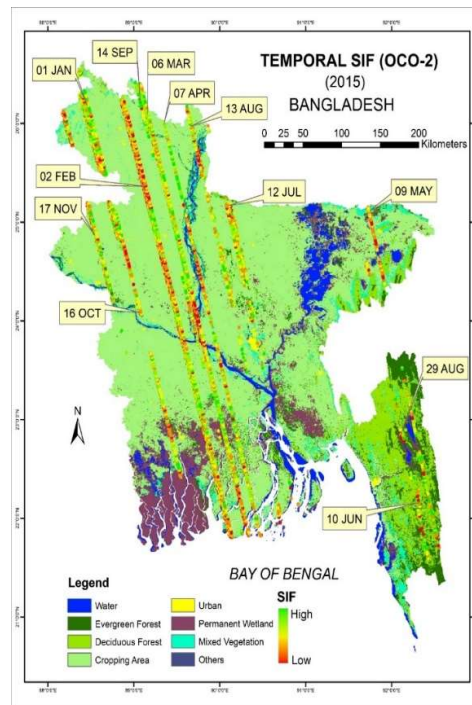 TEMPORAL SIF (OCO-2)
(2015)
BANGLADESH
0 25 50 100 150 200
Kilometers
14 SEP
06 MAR
01 JAN
07 APR
13 AUG
02 FEB
12 JUL
09 MAY
17 NOV
16 OCT
29 AUG
10 JUN
N
BAY OF BENGAL
Legend
Water
Evergreen Forest
Deciduous Forest
Cropping Area
Urban
Permanent Wetland
Mixed Vegetation
Others
SIF
High
Low